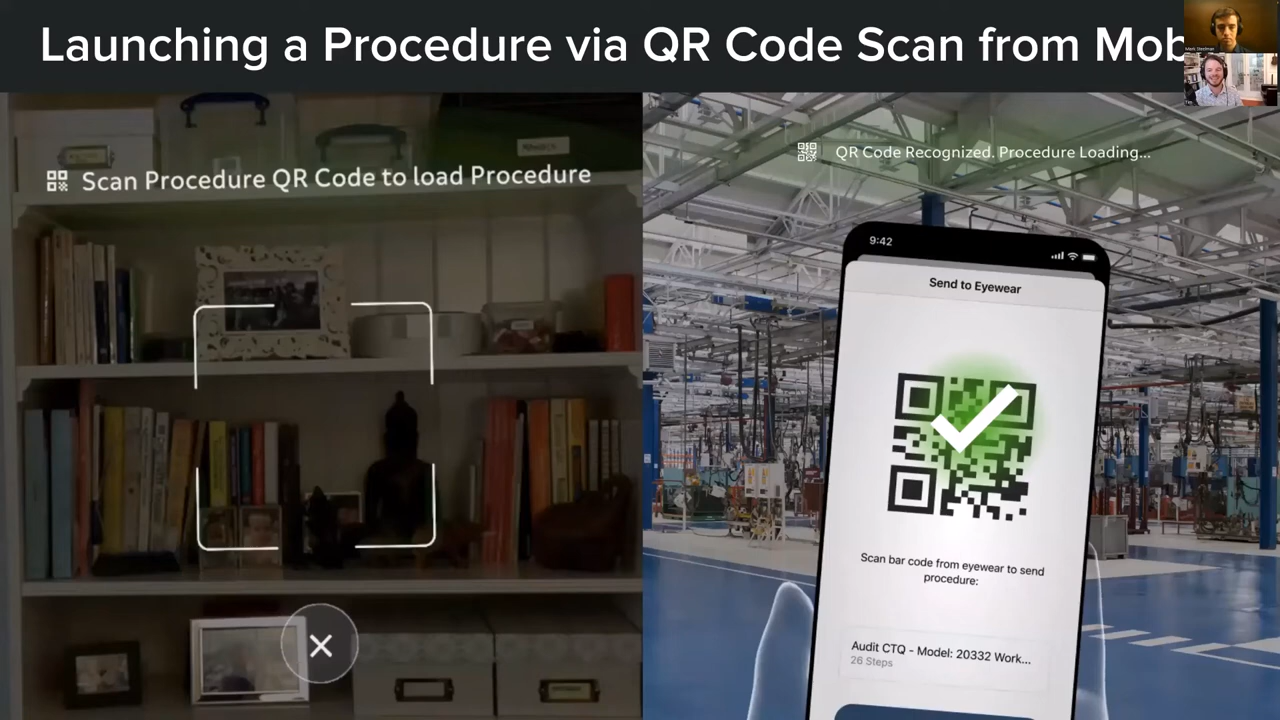 Launching a Procedure via QR Code Scan from Mob
Scan Procedure QR Code to load Procedure
QR Code Recognized. Procedure Loading...
9:42
Send to Eyewear
Scan bar code from eyewear to send
procedure:
Audit CTQ - Model: 20332 Work...
26 Steps